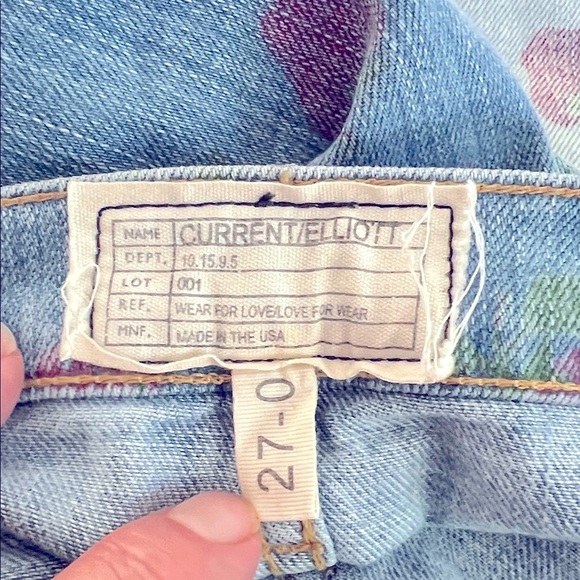 NAME CURRENT/ELLIOTT
DEPT. 10.15.9.5
LOT 001
REF. WEAR FOR LOVE/LOVE FOR WEAR
MNF. MADE IN THE USA
27-0